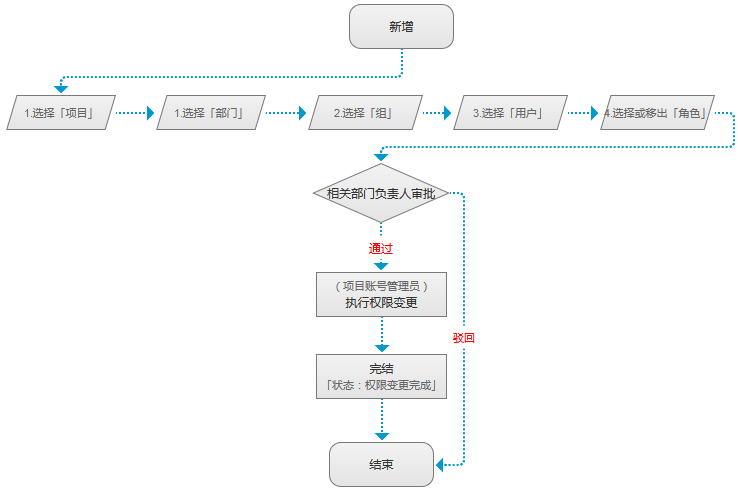 新增
1.选择「项目」
1.选择「部门」
2.选择「组」
3.选择「用户」
4.选择或移出「角色」
相关部门负责人审批
通过
（项目账号管理员）
执行权限变更
驳回
完结
「状态：权限变更完成」
结束